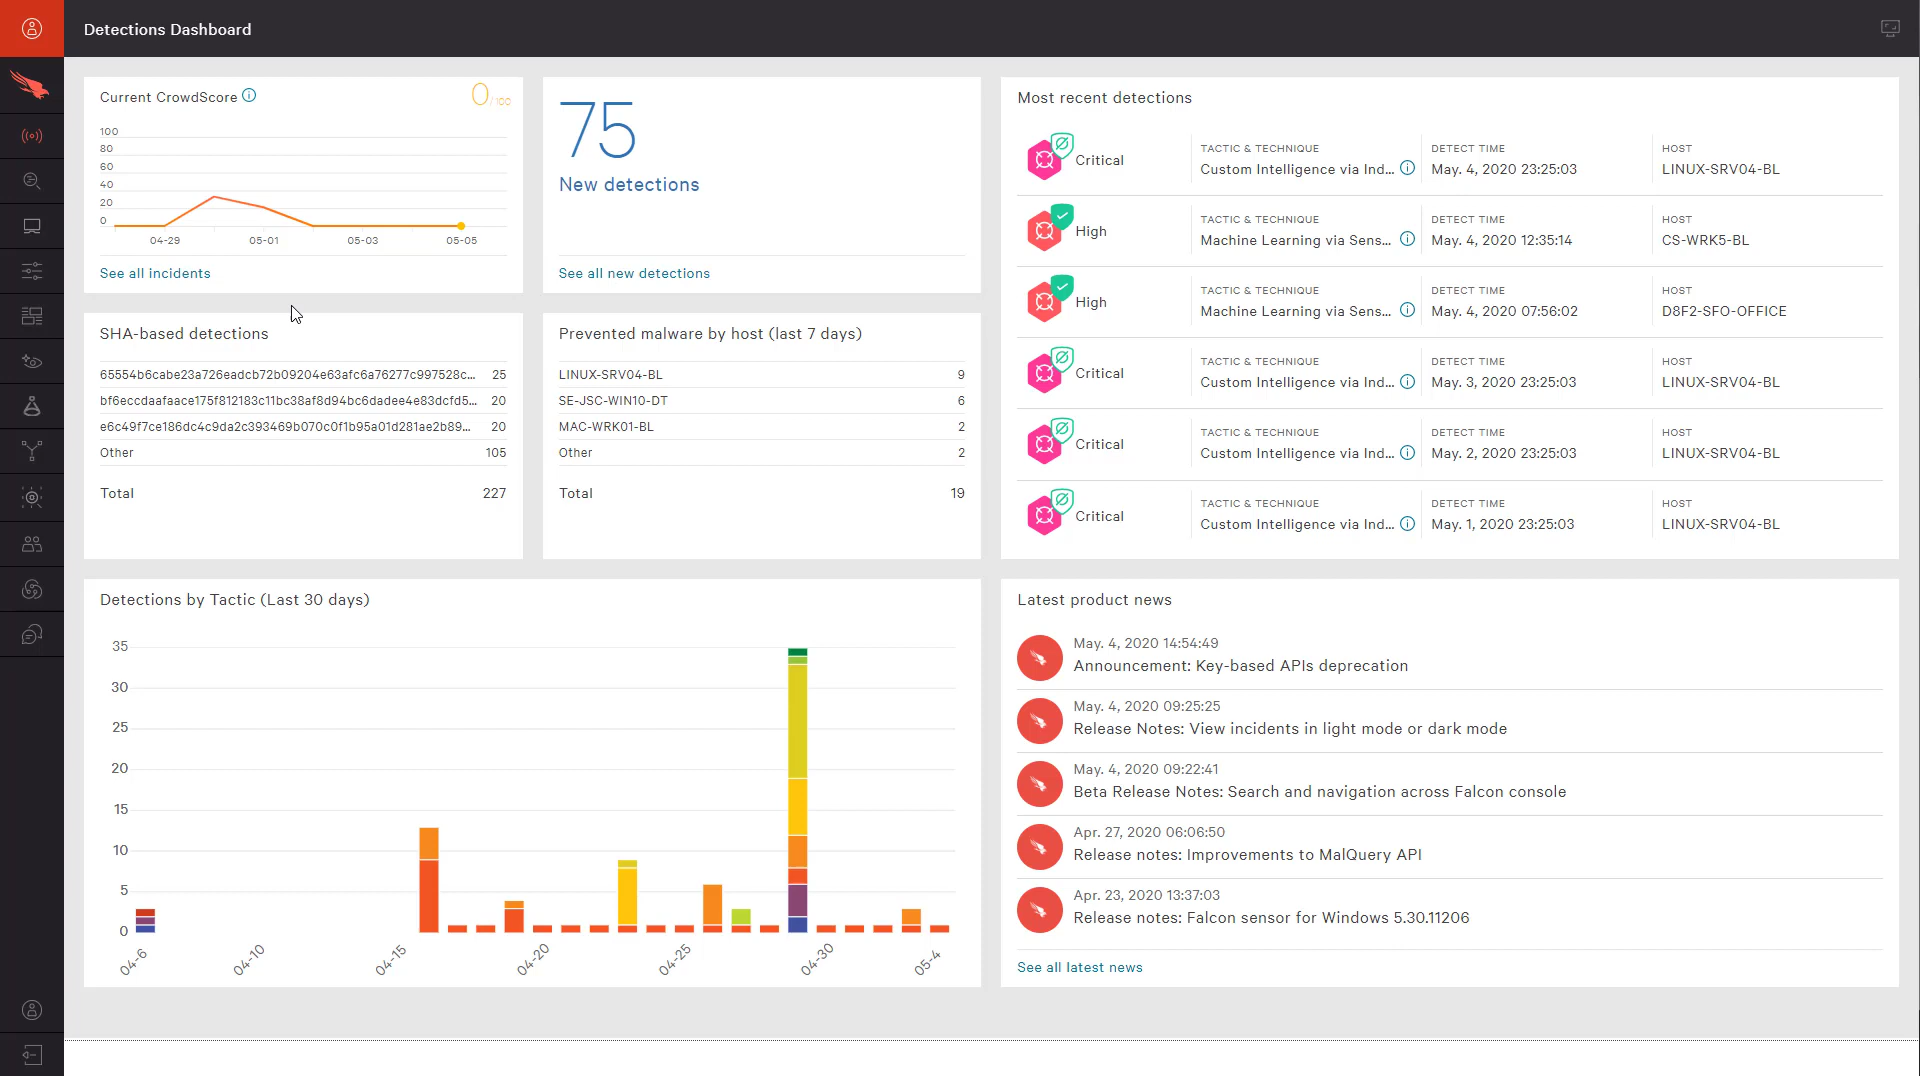 Detections Dashboard
Current CrowdScore
0/100
100
80
60
40
20
0
04-29
05-01
05-03
05-05
See all incidents
75
New detections
See all new detections
SHA-based detections
65554b6cabe23a726eadcb72b09204e63afc6a76277c997528c... 25
bf6eccdaafaace175f812183c11bc38af8d94bc6dadee4e83dcfd5... 20
e6c49f7ce186dc4c9da2c393469b070c0f1b95a01d281ae2b89... 20
Other 105
Total 227
Prevented malware by host (last 7 days)
LINUX-SRV04-BL 9
SE-JSC-WIN10-DT 6
MAC-WRK01-BL 2
Other 2
Total 19
Most recent detections
TACTIC & TECHNIQUE DETECT TIME HOST
Critical Custom Intelligence via Ind... May. 4, 2020 23:25:03 LINUX-SRV04-BL
TACTIC & TECHNIQUE DETECT TIME HOST
High Machine Learning via Sens... May. 4, 2020 12:35:14 CS-WRK5-BL
TACTIC & TECHNIQUE DETECT TIME HOST
High Machine Learning via Sens... May. 4, 2020 07:56:02 D8F2-SFO-OFFICE
TACTIC & TECHNIQUE DETECT TIME HOST
Critical Custom Intelligence via Ind... May. 3, 2020 23:25:03 LINUX-SRV04-BL
TACTIC & TECHNIQUE DETECT TIME HOST
Critical Custom Intelligence via Ind... May. 2, 2020 23:25:03 LINUX-SRV04-BL
TACTIC & TECHNIQUE DETECT TIME HOST
Critical Custom Intelligence via Ind... May. 1, 2020 23:25:03 LINUX-SRV04-BL
Detections by Tactic (Last 30 days)
35
30
25
20
15
10
5
0
04-6
04-10
04-15
04-20
04-25
04-30
05-4
Latest product news
May. 4, 2020 14:54:49
Announcement: Key-based APIs deprecation
May. 4, 2020 09:25:25
Release Notes: View incidents in light mode or dark mode
May. 4, 2020 09:22:41
Beta Release Notes: Search and navigation across Falcon console
Apr. 27, 2020 06:06:50
Release notes: Improvements to MalQuery API
Apr. 23, 2020 13:37:03
Release notes: Falcon sensor for Windows 5.30.11206
See all latest news